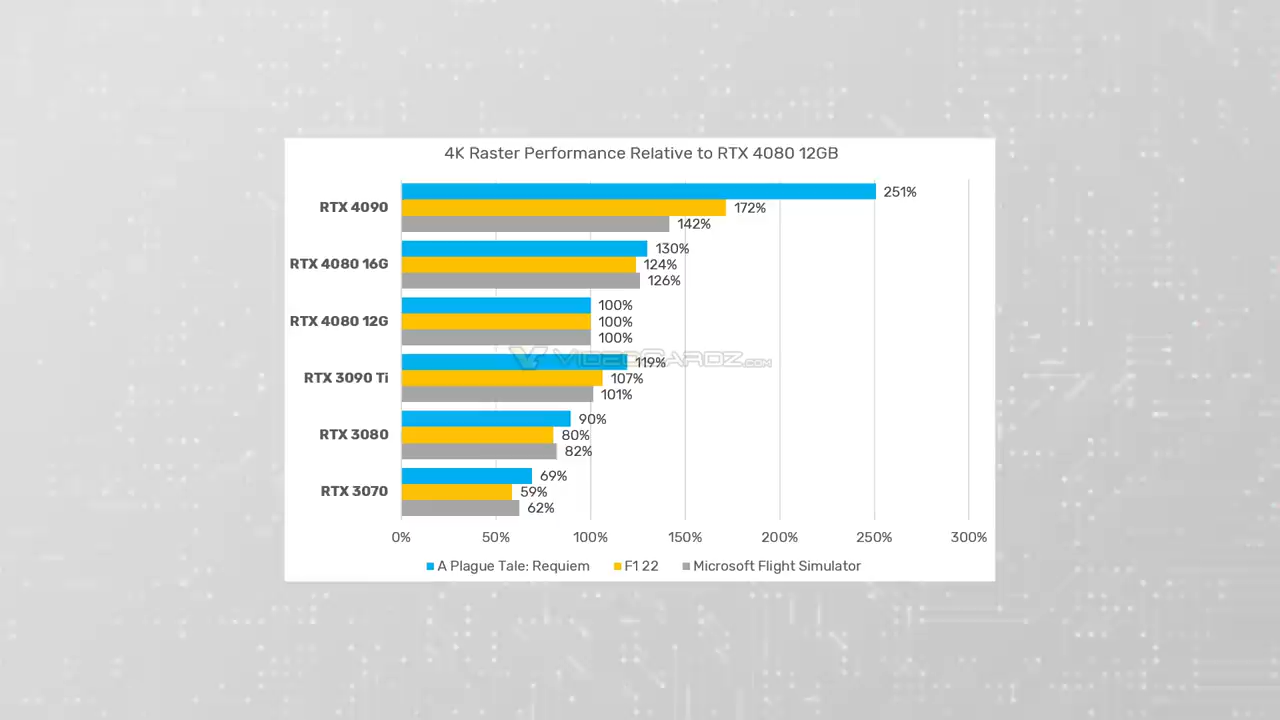 4K Raster Performance Relative to RTX 4080 12GB
RTX 4090
251%
172%
142%
RTX 4080 16G
130%
124%
126%
RTX 4080 12G
100%
100%
100%
VIDEOCARDZ.COM
RTX 3090 Ti
119%
107%
101%
RTX 3080
90%
80%
82%
RTX 3070
69%
59%
62%
0% 50% 100% 150% 200% 250% 300%
A Plague Tale: Requiem F1 22 Microsoft Flight Simulator